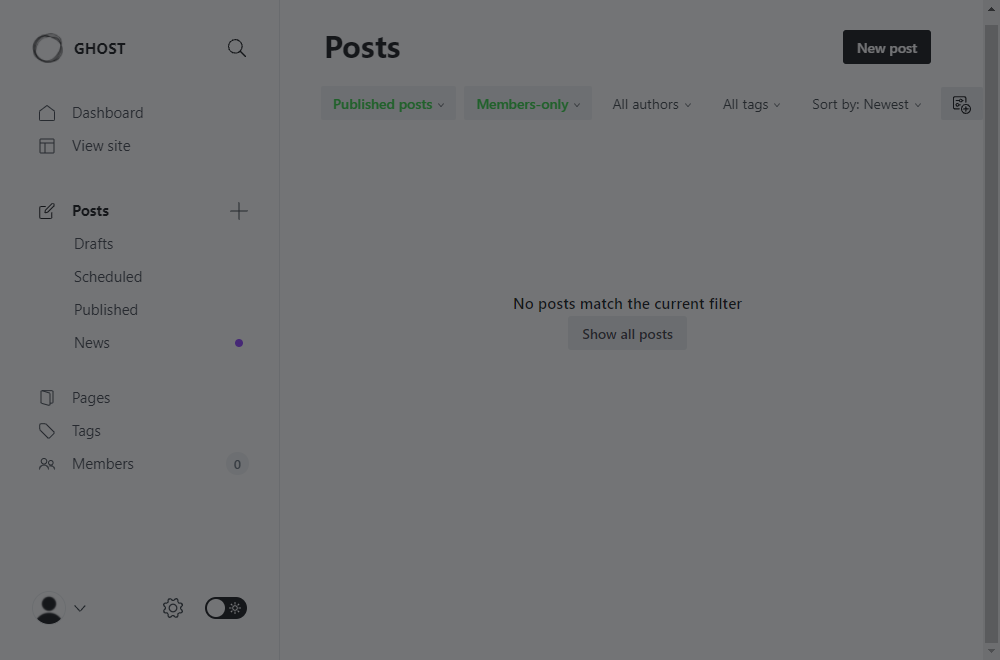 GHOST
Dashboard
View site
Posts
Drafts
Scheduled
Published
News
Pages
Tags
Members 0
Posts
New post
Published posts Members-only All authors All tags Sort by: Newest
No posts match the current filter
Show all posts